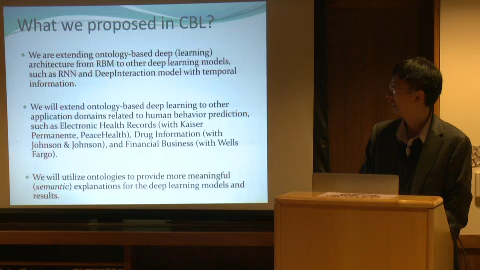 What we proposed in CBL?
• We are extending ontology-based deep (learning)
architecture from RBM to other deep learning models,
such as RNN and DeepInteraction model with temporal
information.
• We will extend ontology-based deep learning to other
application domains related to human behavior prediction,
such as Electronic Health Records (with Kaiser
Permanente, PeaceHealth), Drug Information (with
Johnson & Johnson), and Financial Business (with Wells
Fargo).
• We will utilize ontologies to provide more meaningful
(semantic) explanations for the deep learning models and
results.